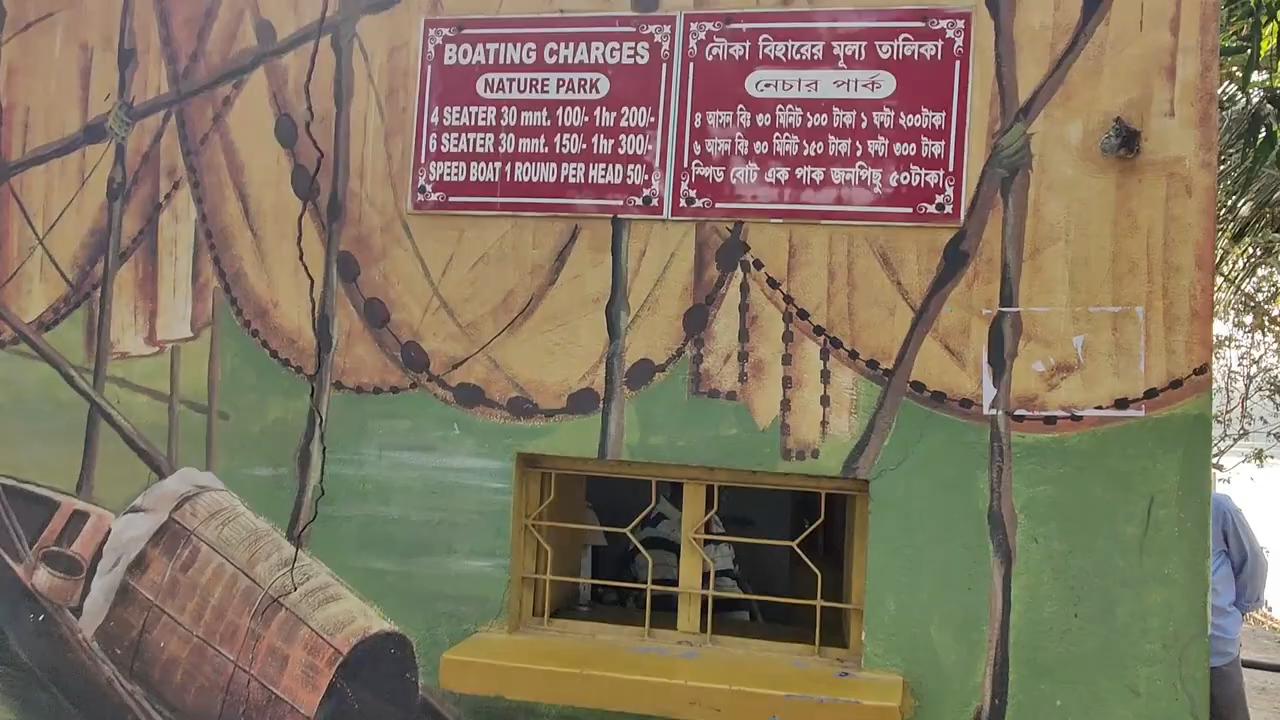 BOATING CHARGES
NATURE PARK
4 SEATER 30 mnt. 100/- 1hr 200/-
6 SEATER 30 mnt. 150/- 1hr 300/-
SPEED BOAT 1 ROUND PER HEAD 50/-
নৌকা বিহারের মূল্য তালিকা
নেচার পার্ক
৪ আসন বিঃ ৩০ মিনিট ১০০ টাকা ১ ঘন্টা ২০০টাকা
৬ আসন বিঃ ৩০ মিনিট ১৫০ টাকা ১ ঘন্টা ৩০০ টাকা
স্পিড বোট এক পাক জনপিছু ৫০টাকা